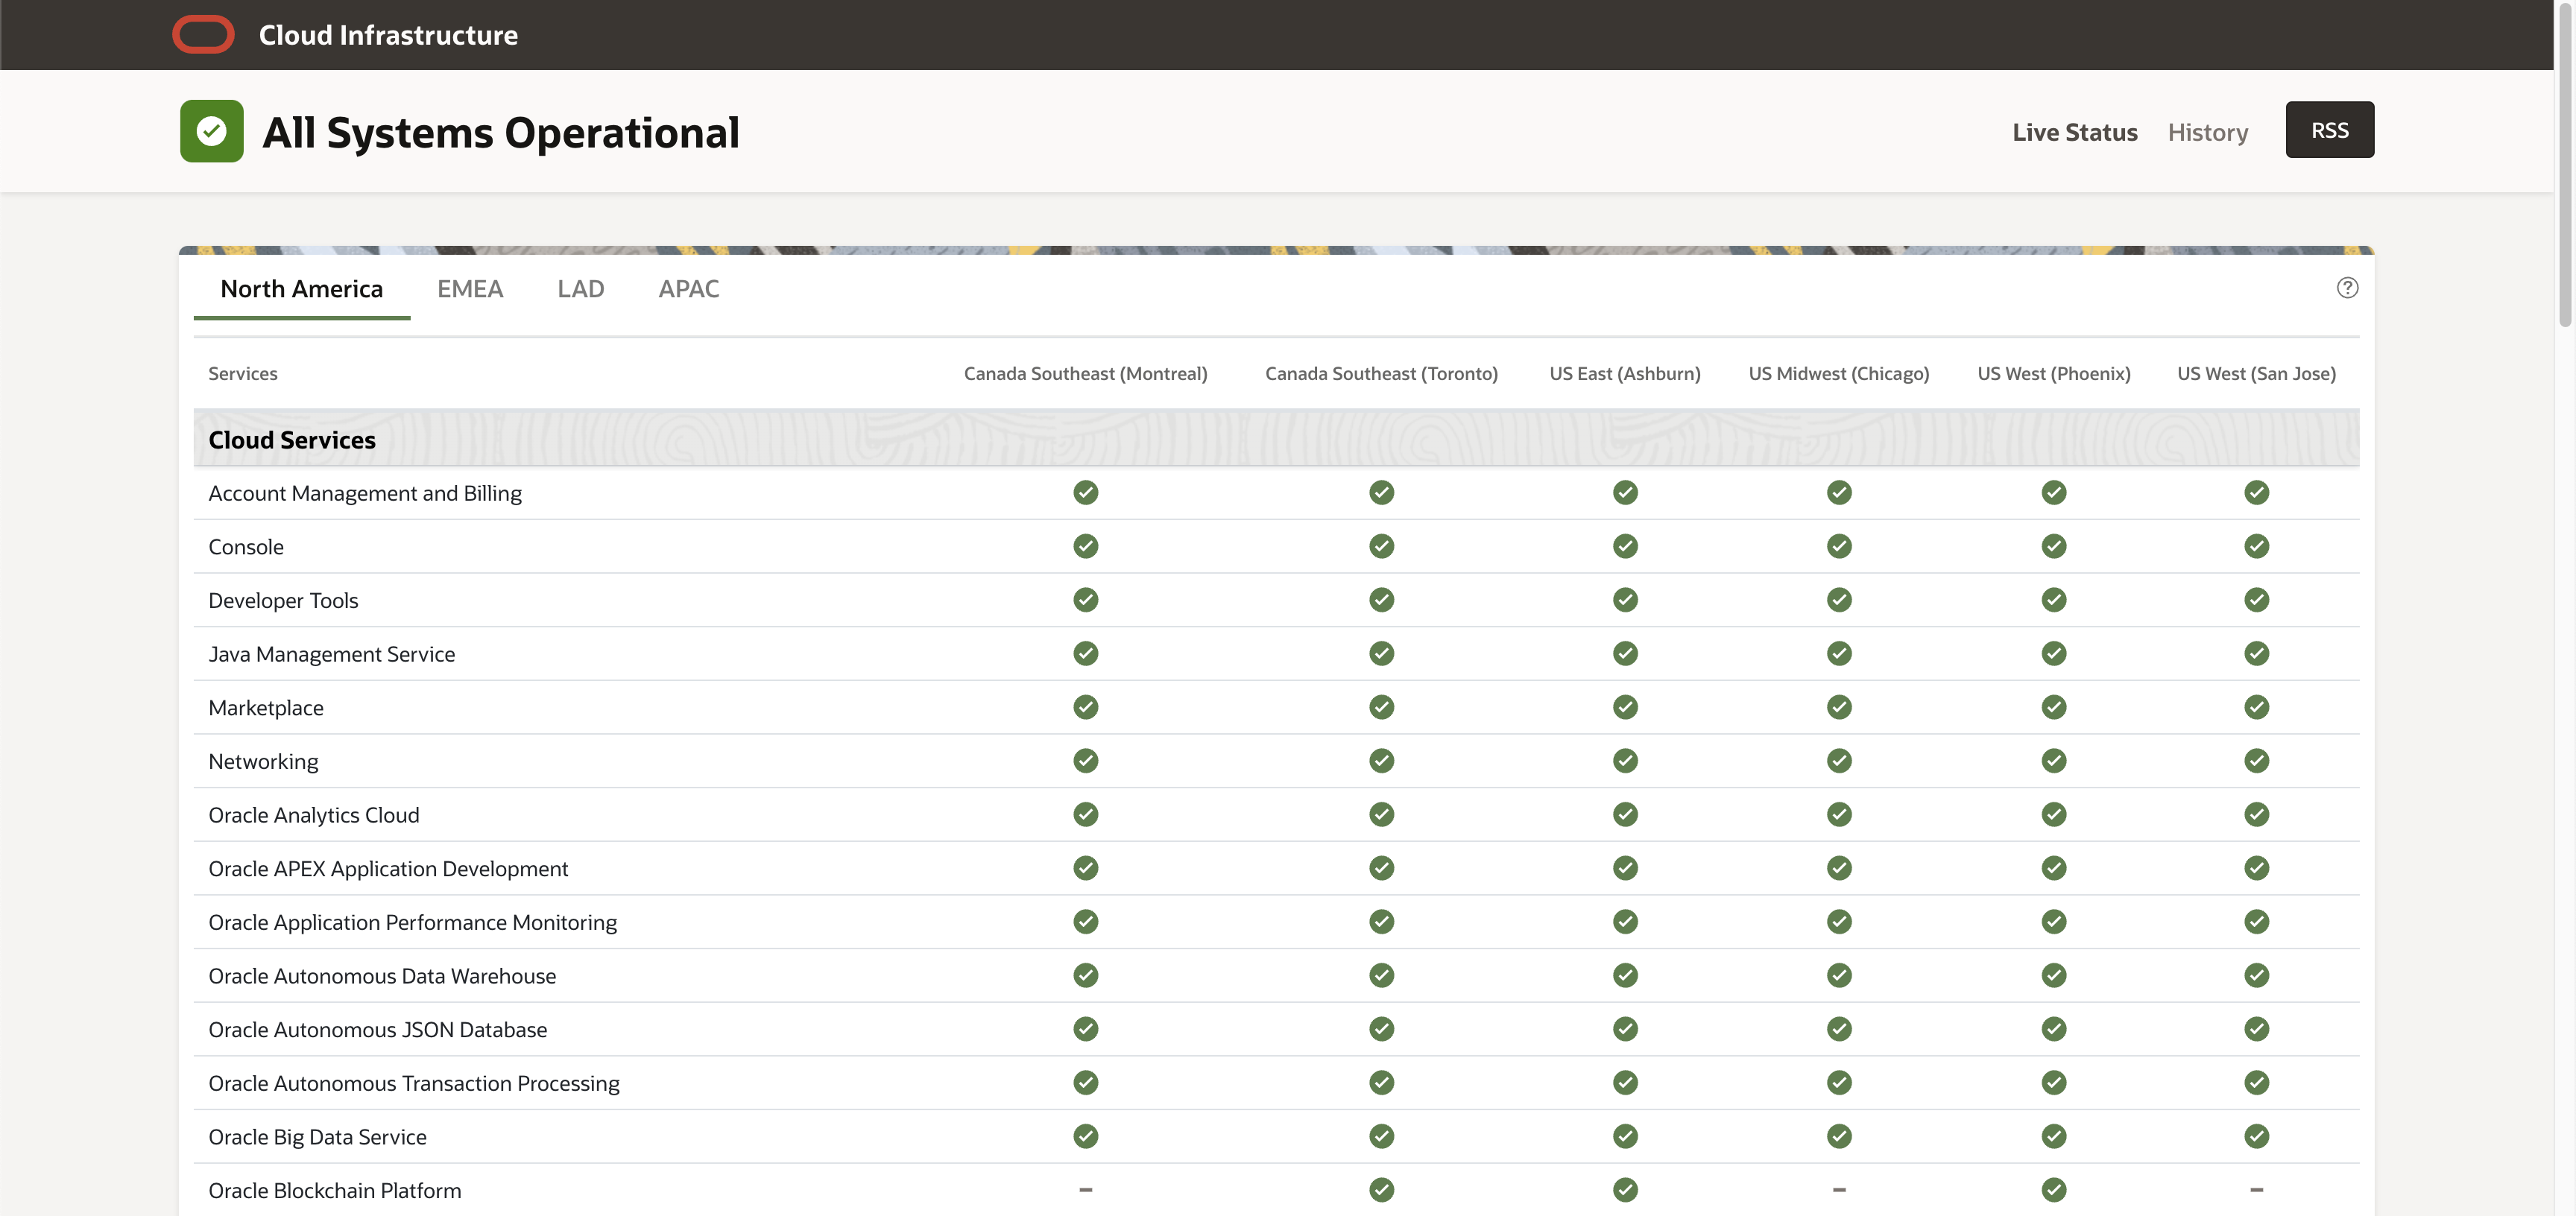 Cloud Infrastructure
All Systems Operational
Live Status History RSS
North America EMEA LAD APAC
?
Services Canada Southeast (Montreal) Canada Southeast (Toronto) US East (Ashburn) US Midwest (Chicago) US West (Phoenix) US West (San Jose)
Cloud Services
Account Management and Billing
Console
Developer Tools
Java Management Service
Marketplace
Networking
Oracle Analytics Cloud
Oracle APEX Application Development
Oracle Application Performance Monitoring
Oracle Autonomous Data Warehouse
Oracle Autonomous JSON Database
Oracle Autonomous Transaction Processing
Oracle Big Data Service
Oracle Blockchain Platform – – –